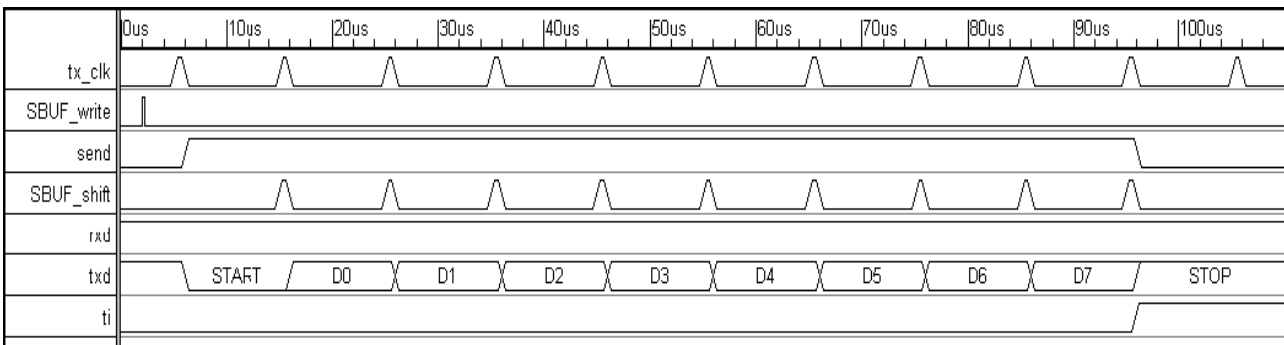 0us 10us 20us 30us 40us 50us 60us 70us 80us 90us 100us
tx_clk
SBUF_write
send
SBUF_shift
rxd
txd START D0 D1 D2 D3 D4 D5 D6 D7 STOP
ti